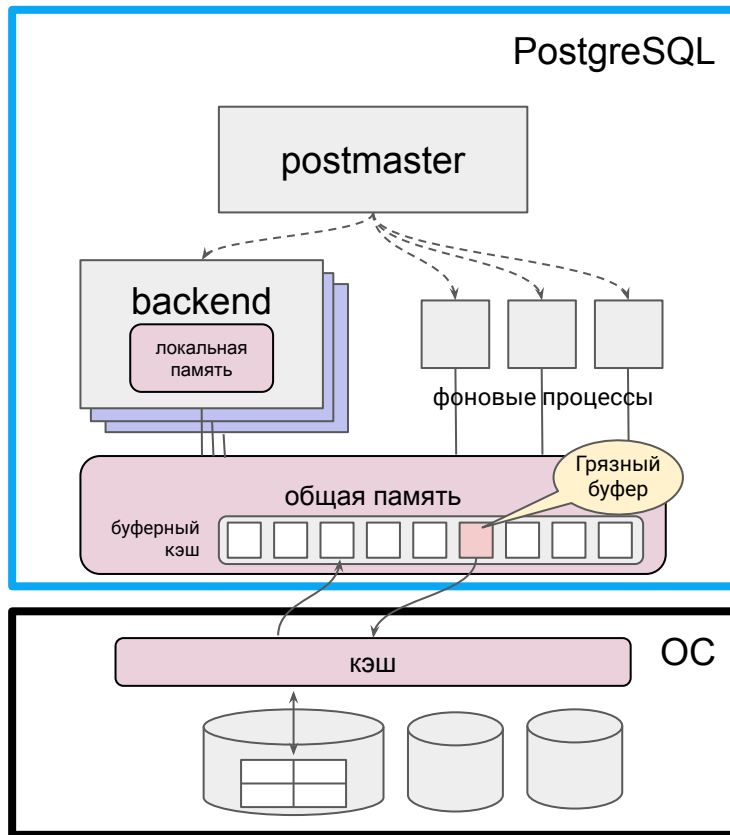 PostgreSQL
postmaster
backend
локальная
память
фоновые процессы
Грязный
буфер
общая память
буферный
кэш
кэш
ОС